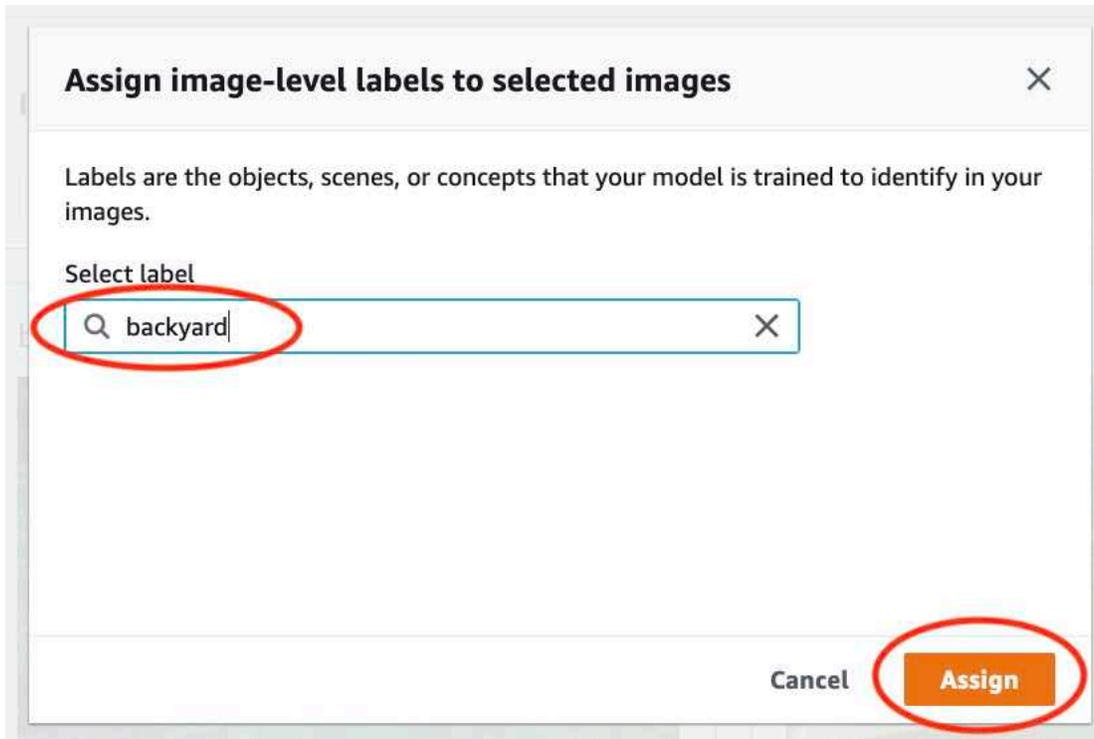 Assign image-level labels to selected images
Labels are the objects, scenes, or concepts that your model is trained to identify in your
images.
Select label
backyard
Cancel
Assign